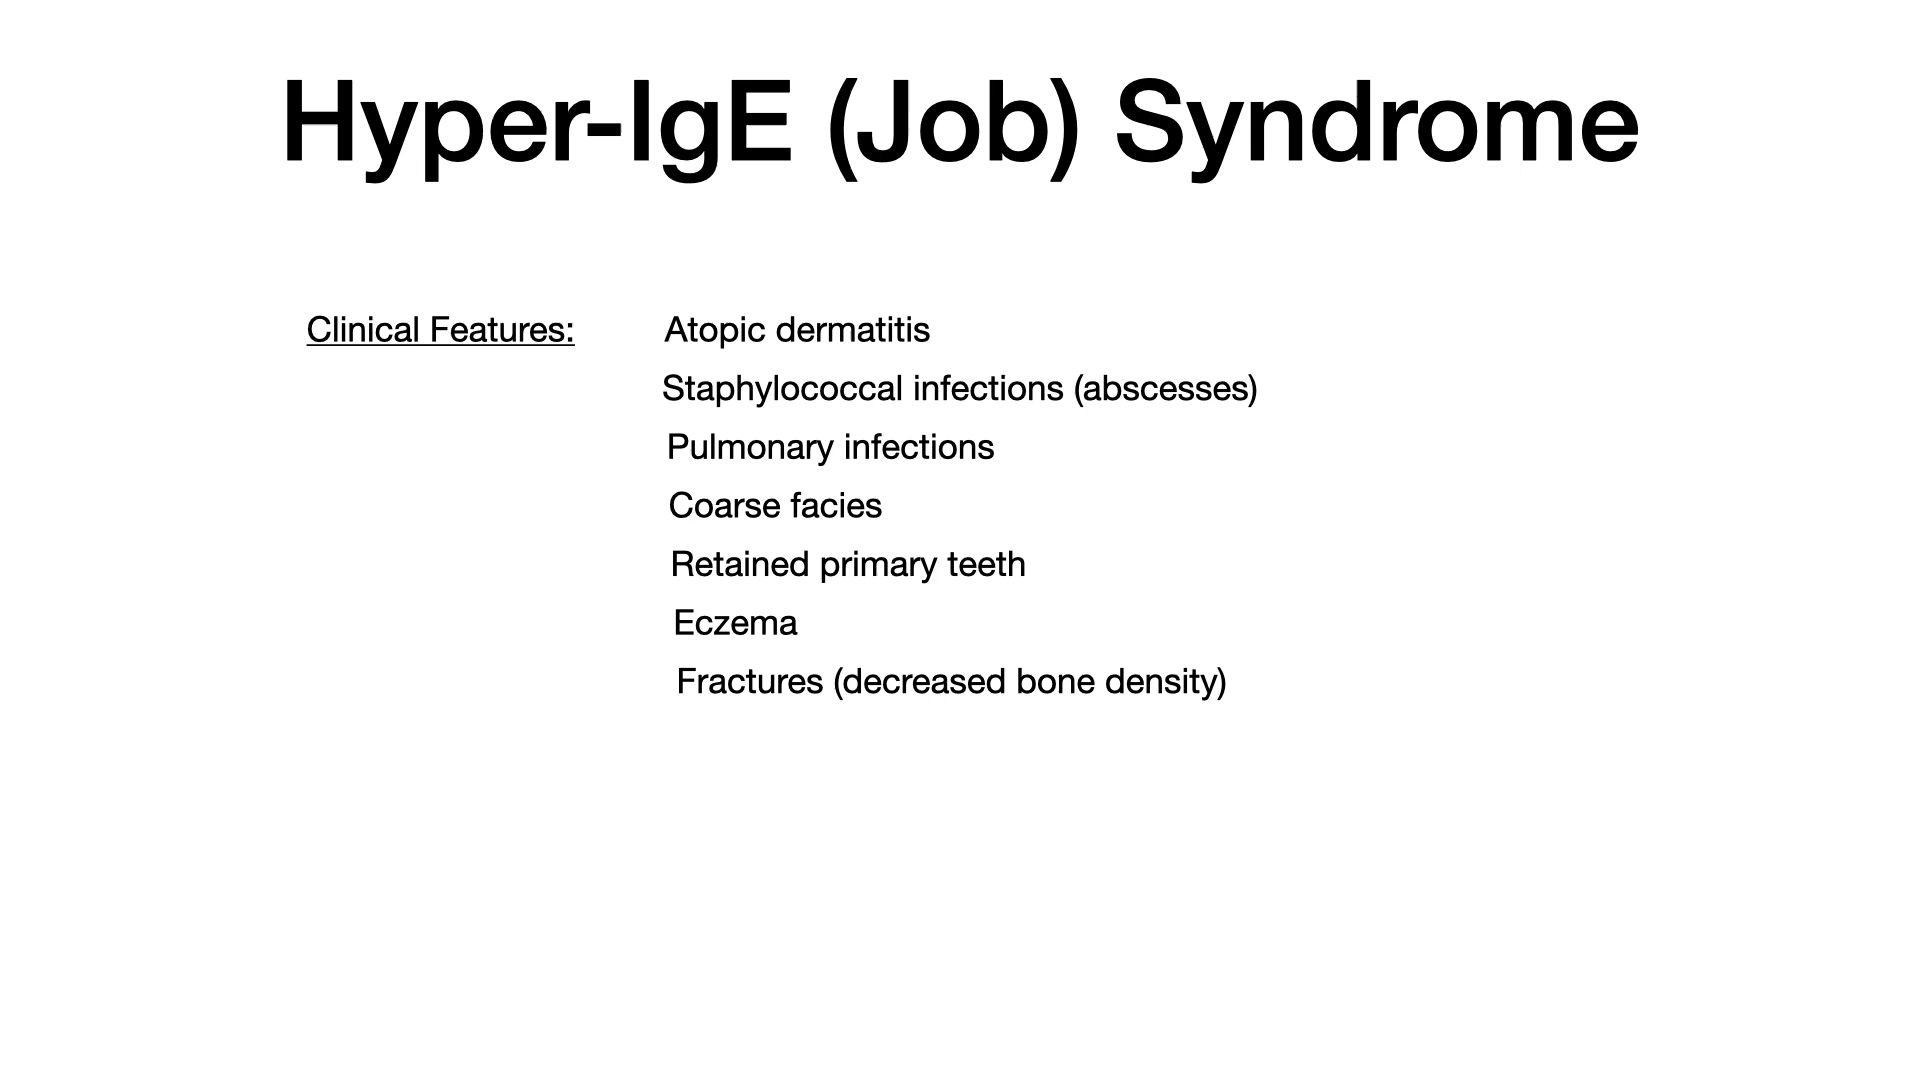 Hyper-IgE (Job) Syndrome
Clinical Features: Atopic dermatitis
Staphylococcal infections (abscesses)
Pulmonary infections
Coarse facies
Retained primary teeth
Eczema
Fractures (decreased bone density)